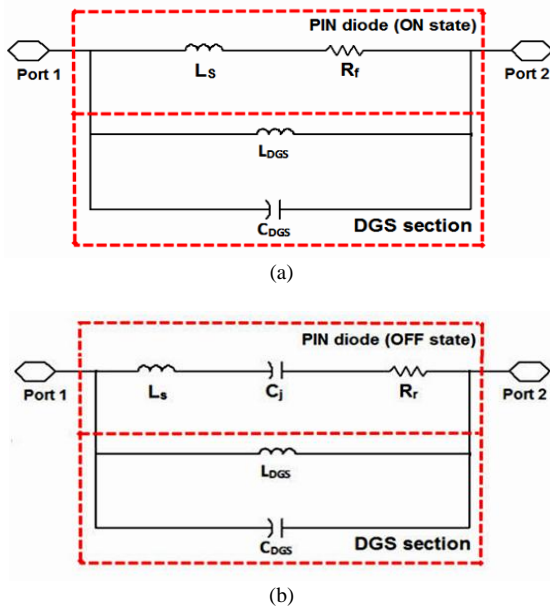 PIN diode (ON state)
Port 1
Port 2
LS
Rf
LDGS
CDGS
DGS section
(a)
PIN diode (OFF state)
Port 1
Port 2
Ls
Cj
Rr
LDGS
CDGS
DGS section
(b)